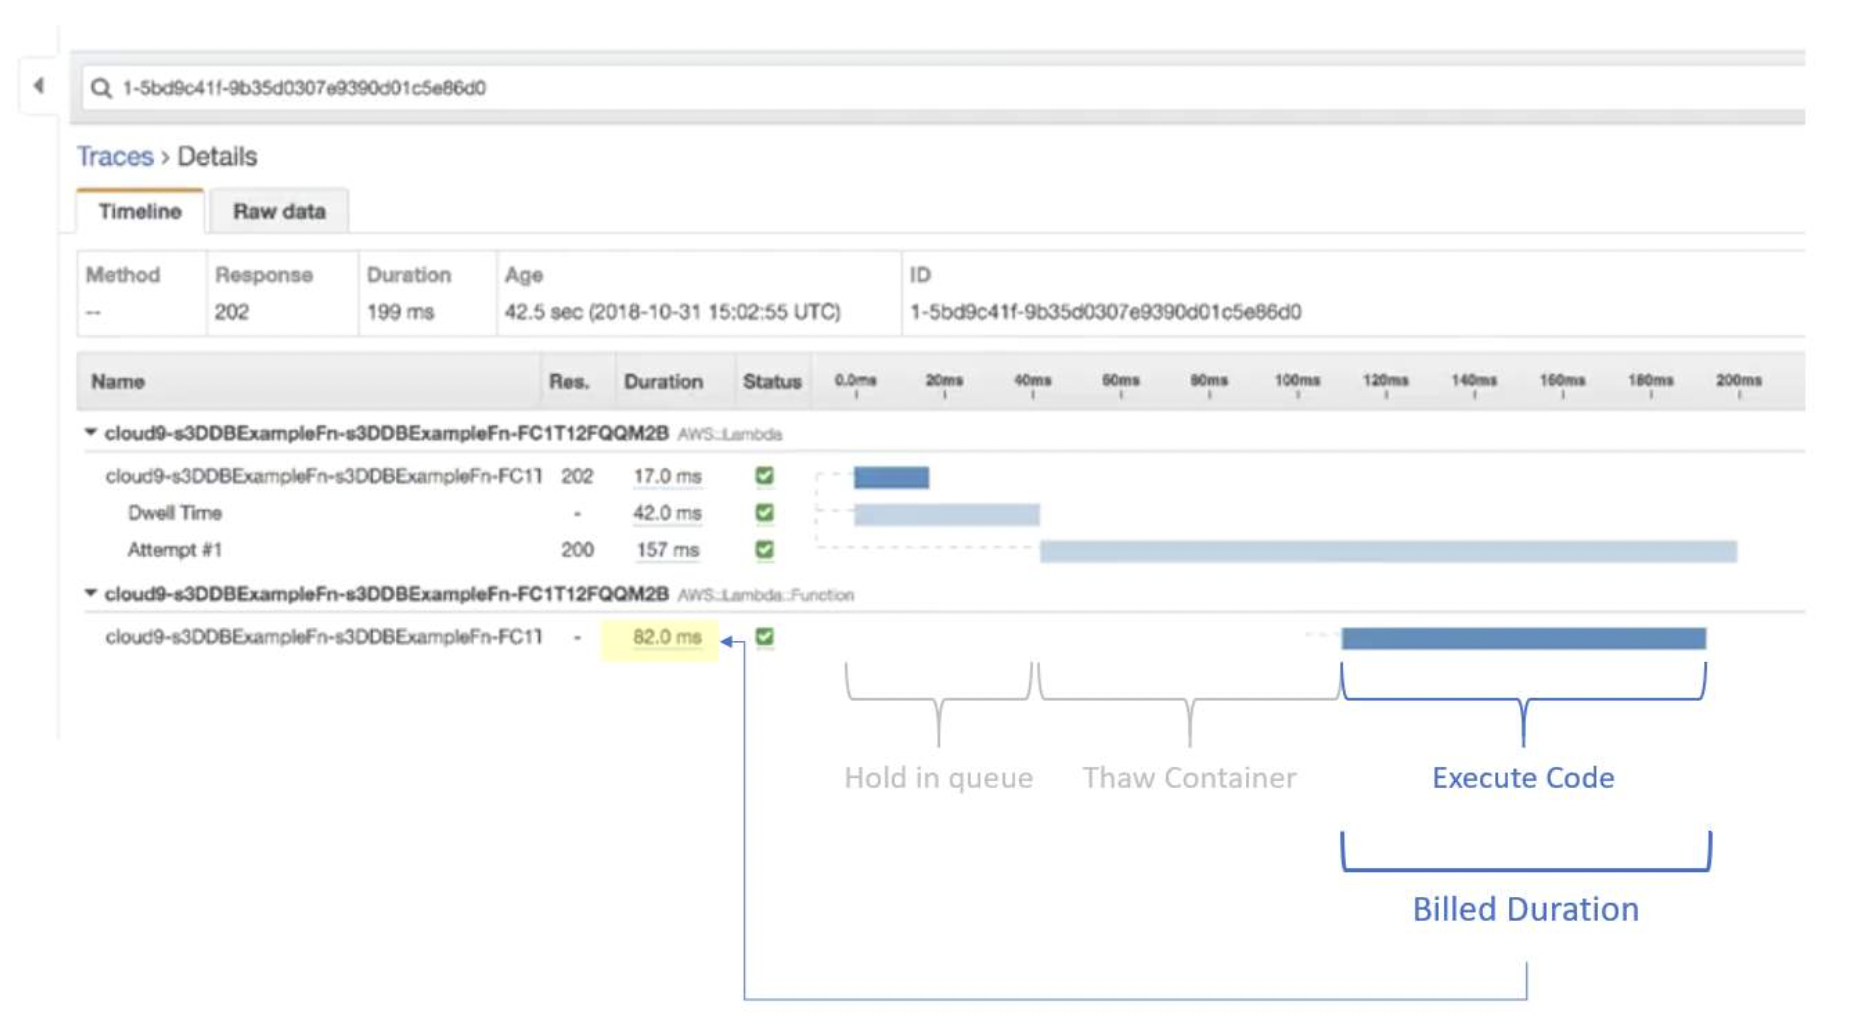 1-5bd9c41f-9b35d0307e9390d01c5e86d0
Traces > Details
Timeline Raw data
Method Response Duration Age ID
-- 202 199 ms 42.5 sec (2018-10-31 15:02:55 UTC) 1-5bd9c41f-9b35d0307e9390d01c5e86d0
Name Res. Duration Status 0.0ms 20ms 40ms 60ms 80ms 100ms 120ms 140ms 160ms 180ms 200ms
cloud9-s3DDBExampleFn-s3DDBExampleFn-FC1T12FQQM2B AWS::Lambda
cloud9-s3DDBExampleFn-s3DDBExampleFn-FC1T 202 17.0 ms
Dwell Time - 42.0 ms
Attempt #1 200 157 ms
cloud9-s3DDBExampleFn-s3DDBExampleFn-FC1T12FQQM2B AWS::Lambda::Function
cloud9-s3DDBExampleFn-s3DDBExampleFn-FC1T - 82.0 ms
Hold in queue Thaw Container Execute Code
Billed Duration